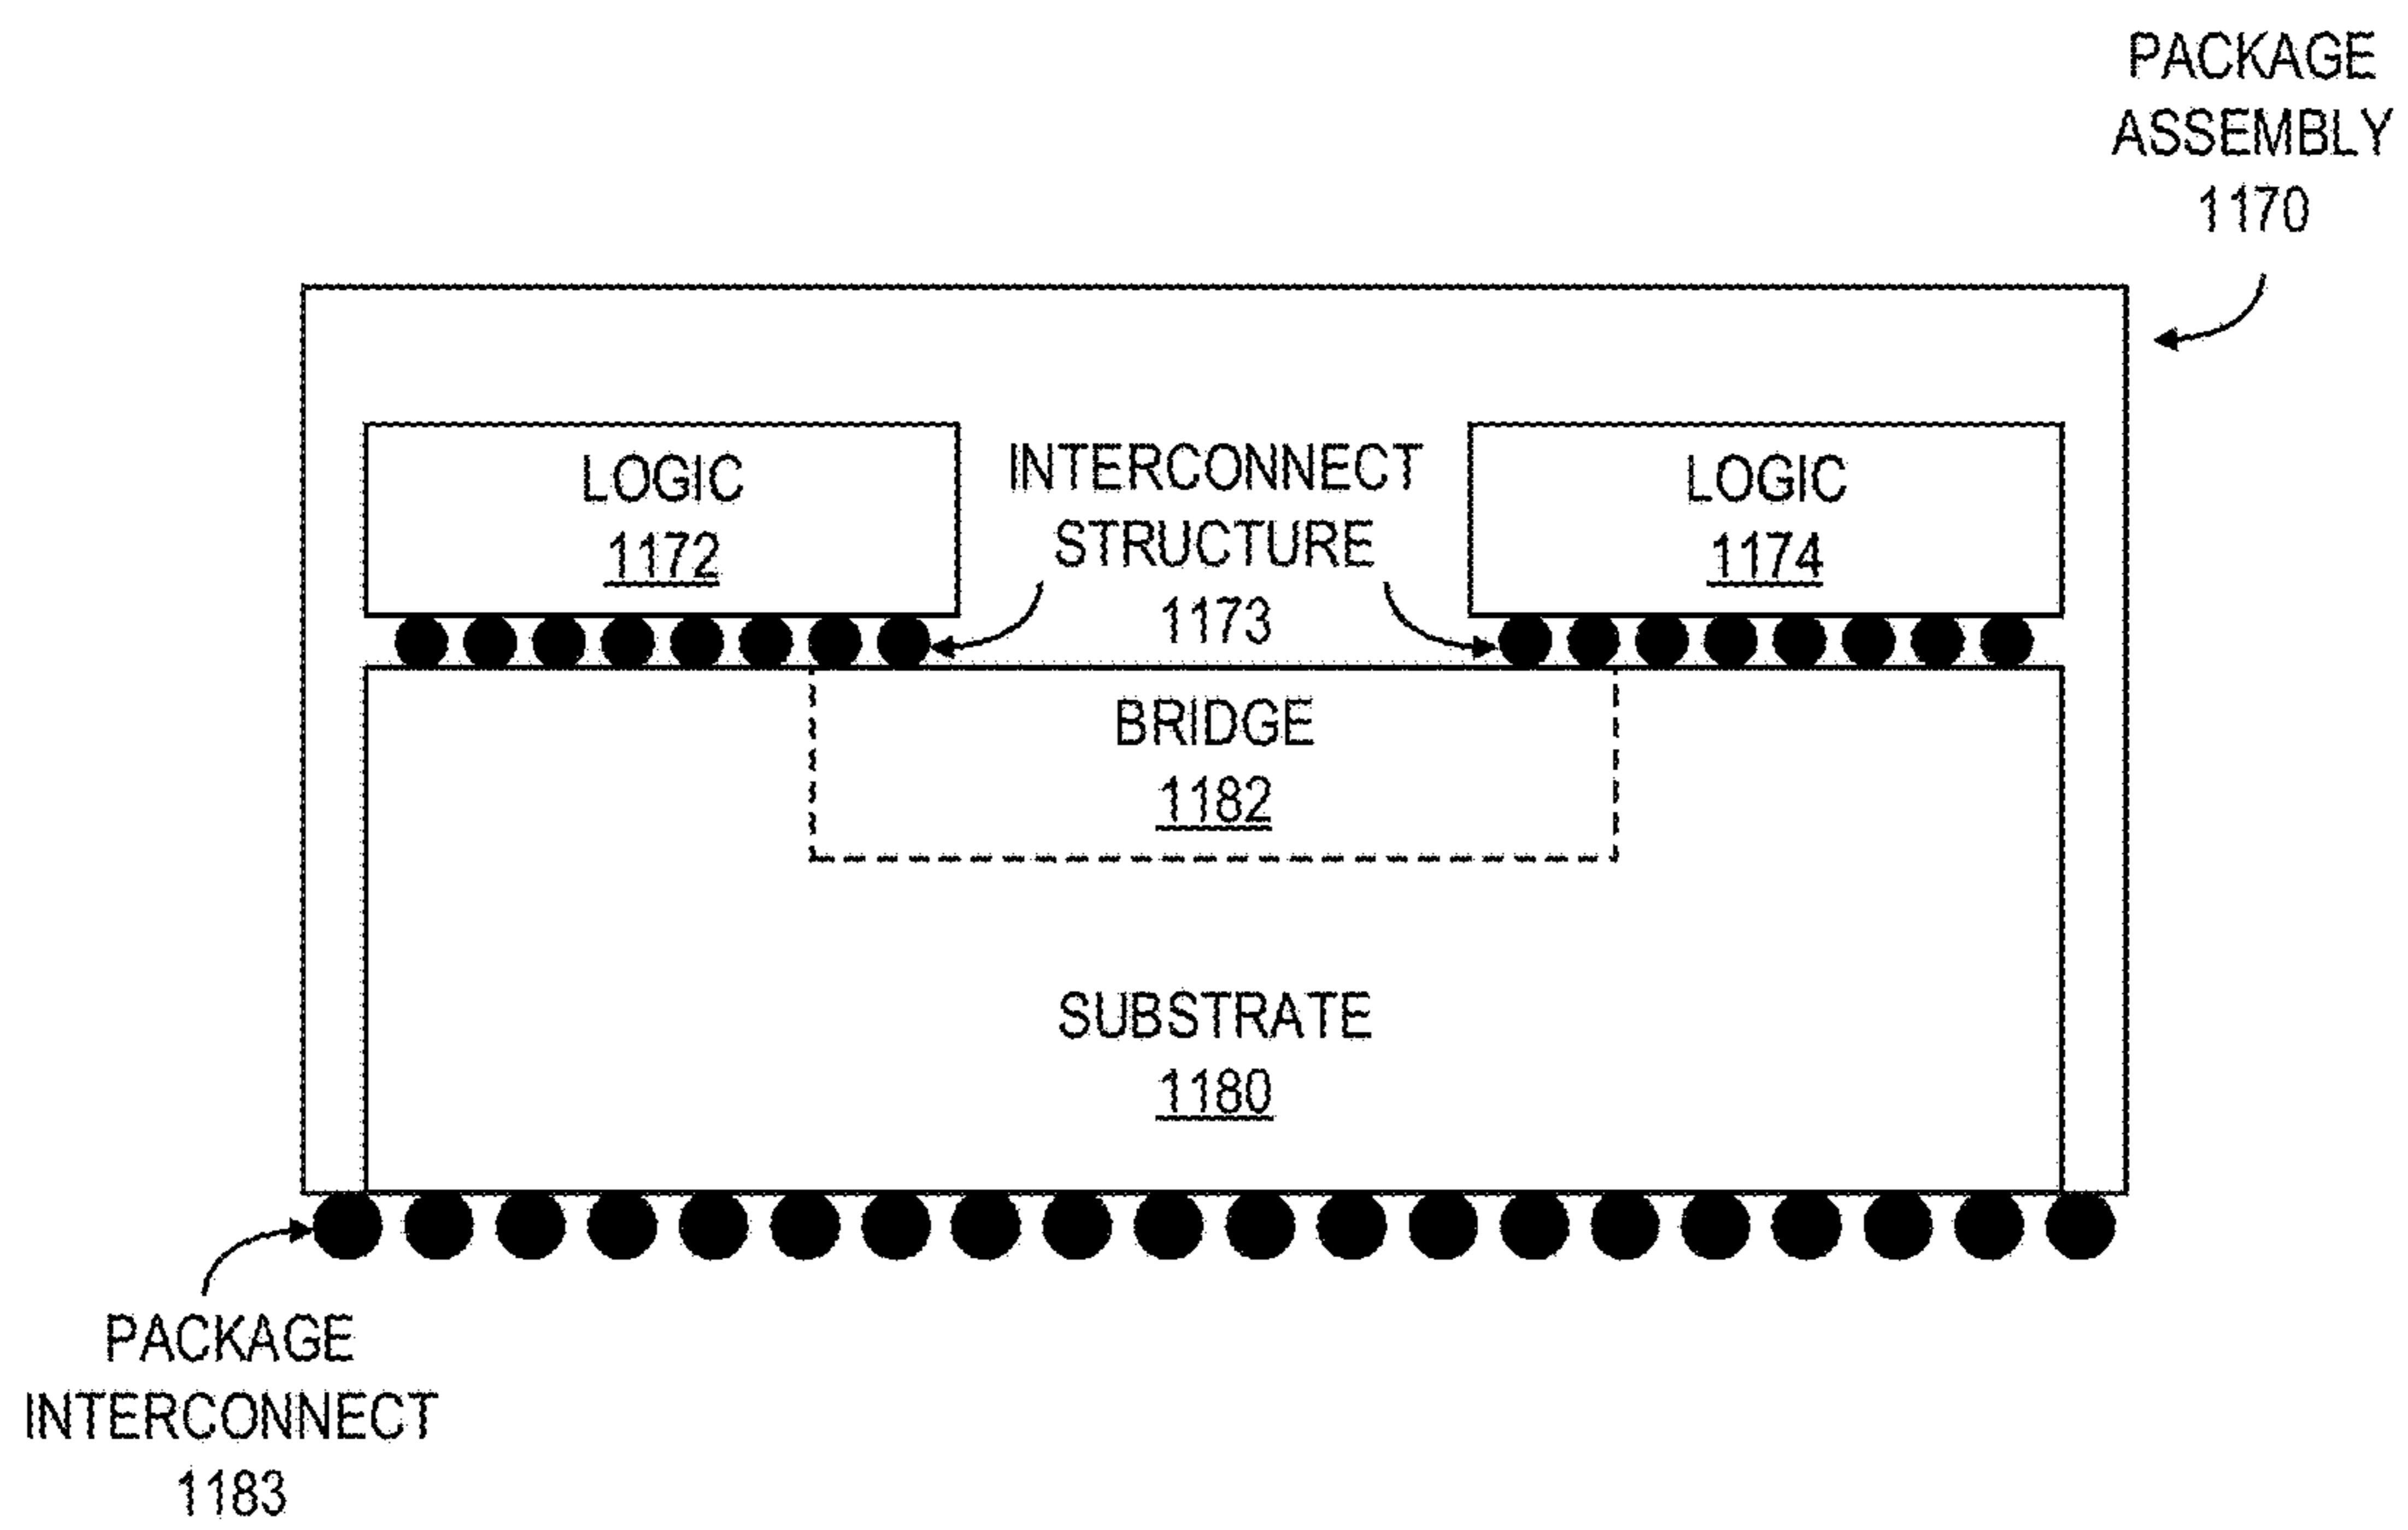 PACKAGE
ASSEMBLY
1170
LOGIC
1172
INTERCONNECT
STRUCTURE
1173
LOGIC
1174
BRIDGE
1182
SUBSTRATE
1180
PACKAGE
INTERCONNECT
1183